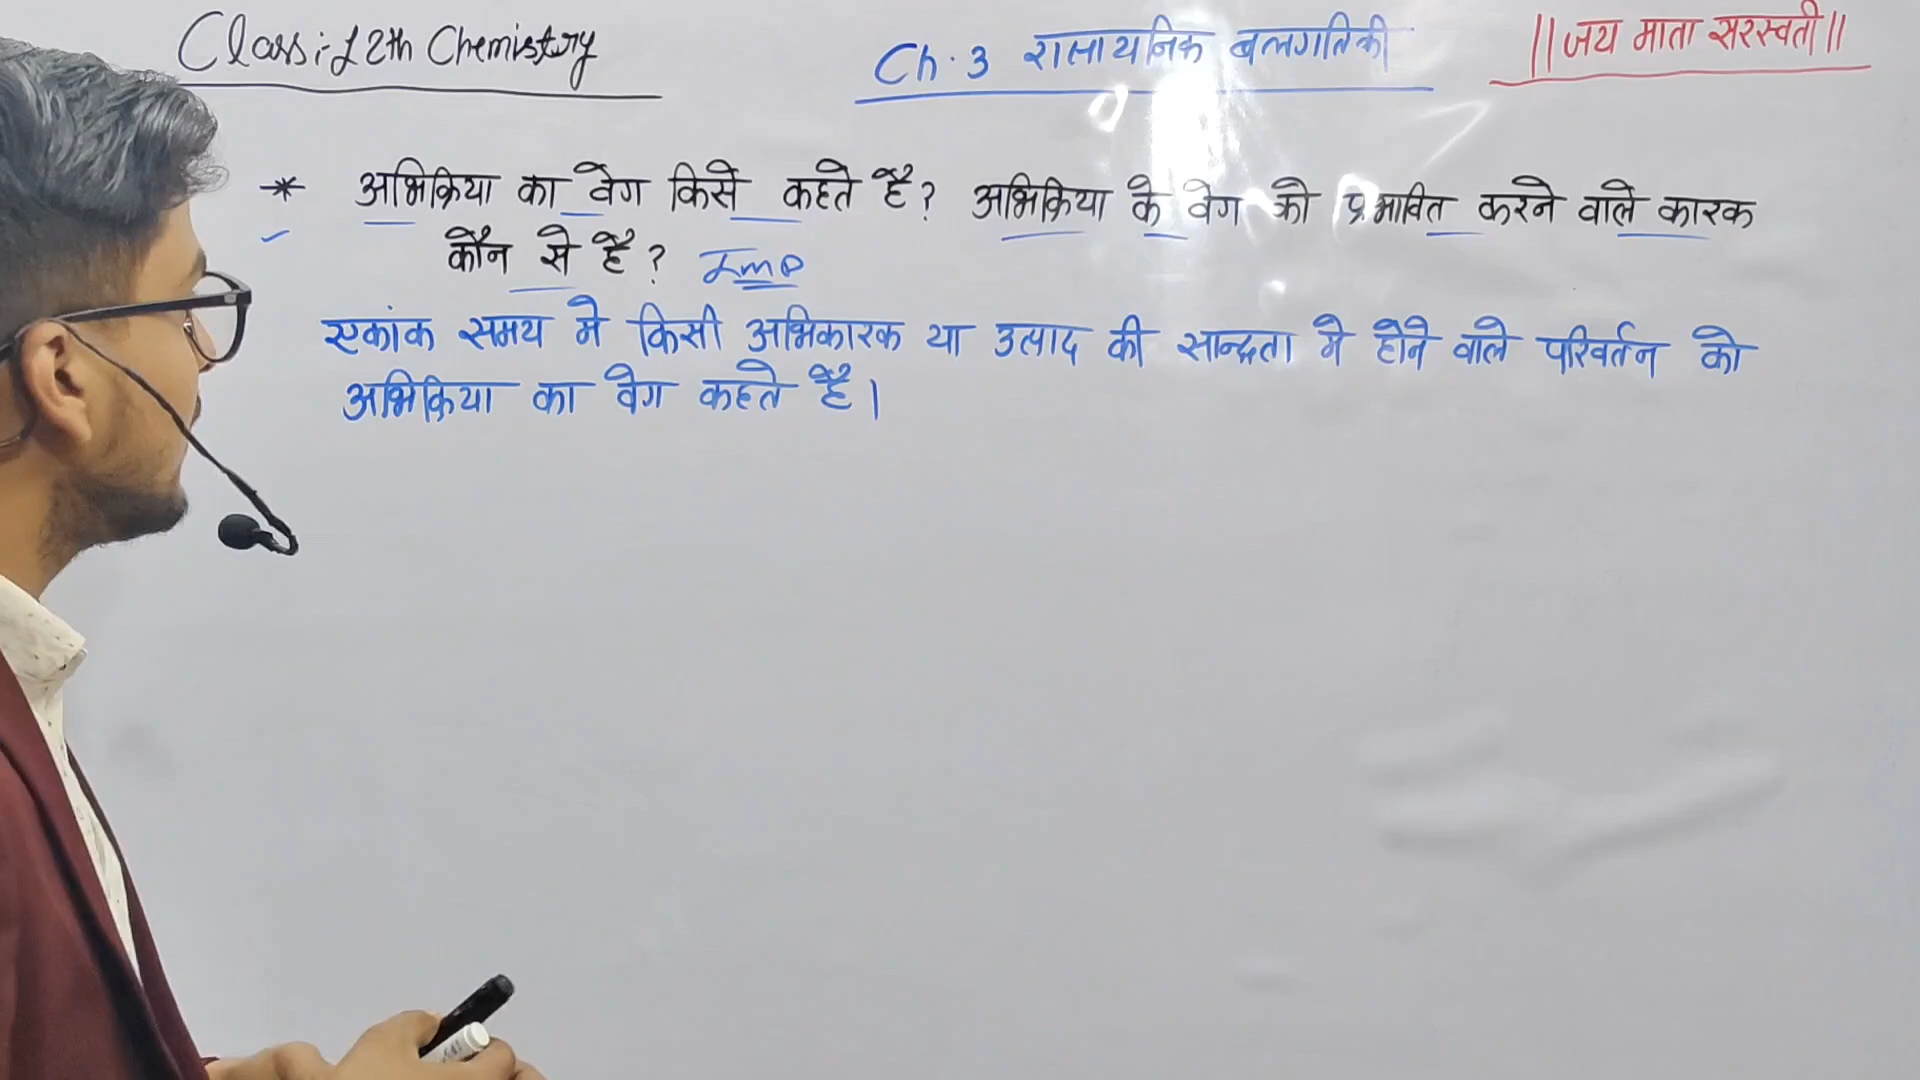 Class:-12th Chemistry
Ch.3 रासायनिक बलगतिकी
||जय माता सरस्वती||
* अभिक्रिया का वेग किसे कहते है? अभिक्रिया के वेग को प्रभावित करने वाले कारक
कौन से है? Imp
एकांक समय मे किसी अभिकारक या उत्पाद की सान्द्रता मे होने वाले परिवर्तन को
अभिक्रिया का वेग कहते है।